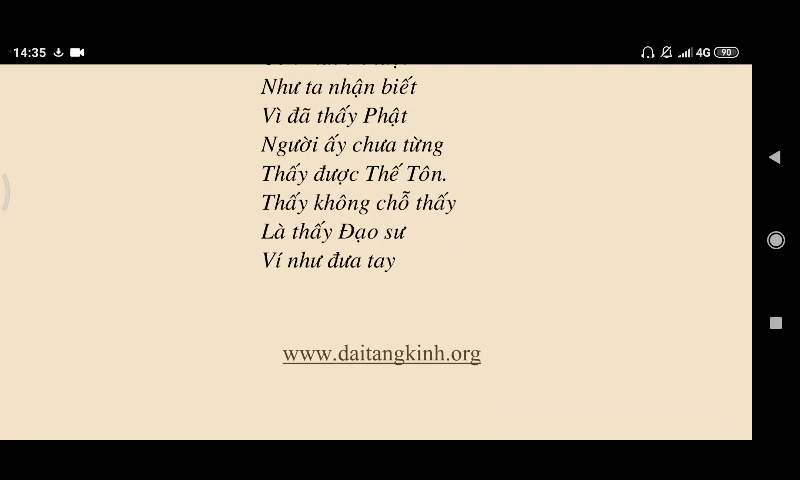 14:35
4G
90
Như ta nhận biết
Vì đã thấy Phật
Người ấy chưa từng
Thấy được Thế Tôn.
Thấy không chỗ thấy
Là thấy Đạo sư
Ví như đưa tay
www.daitangkinh.org